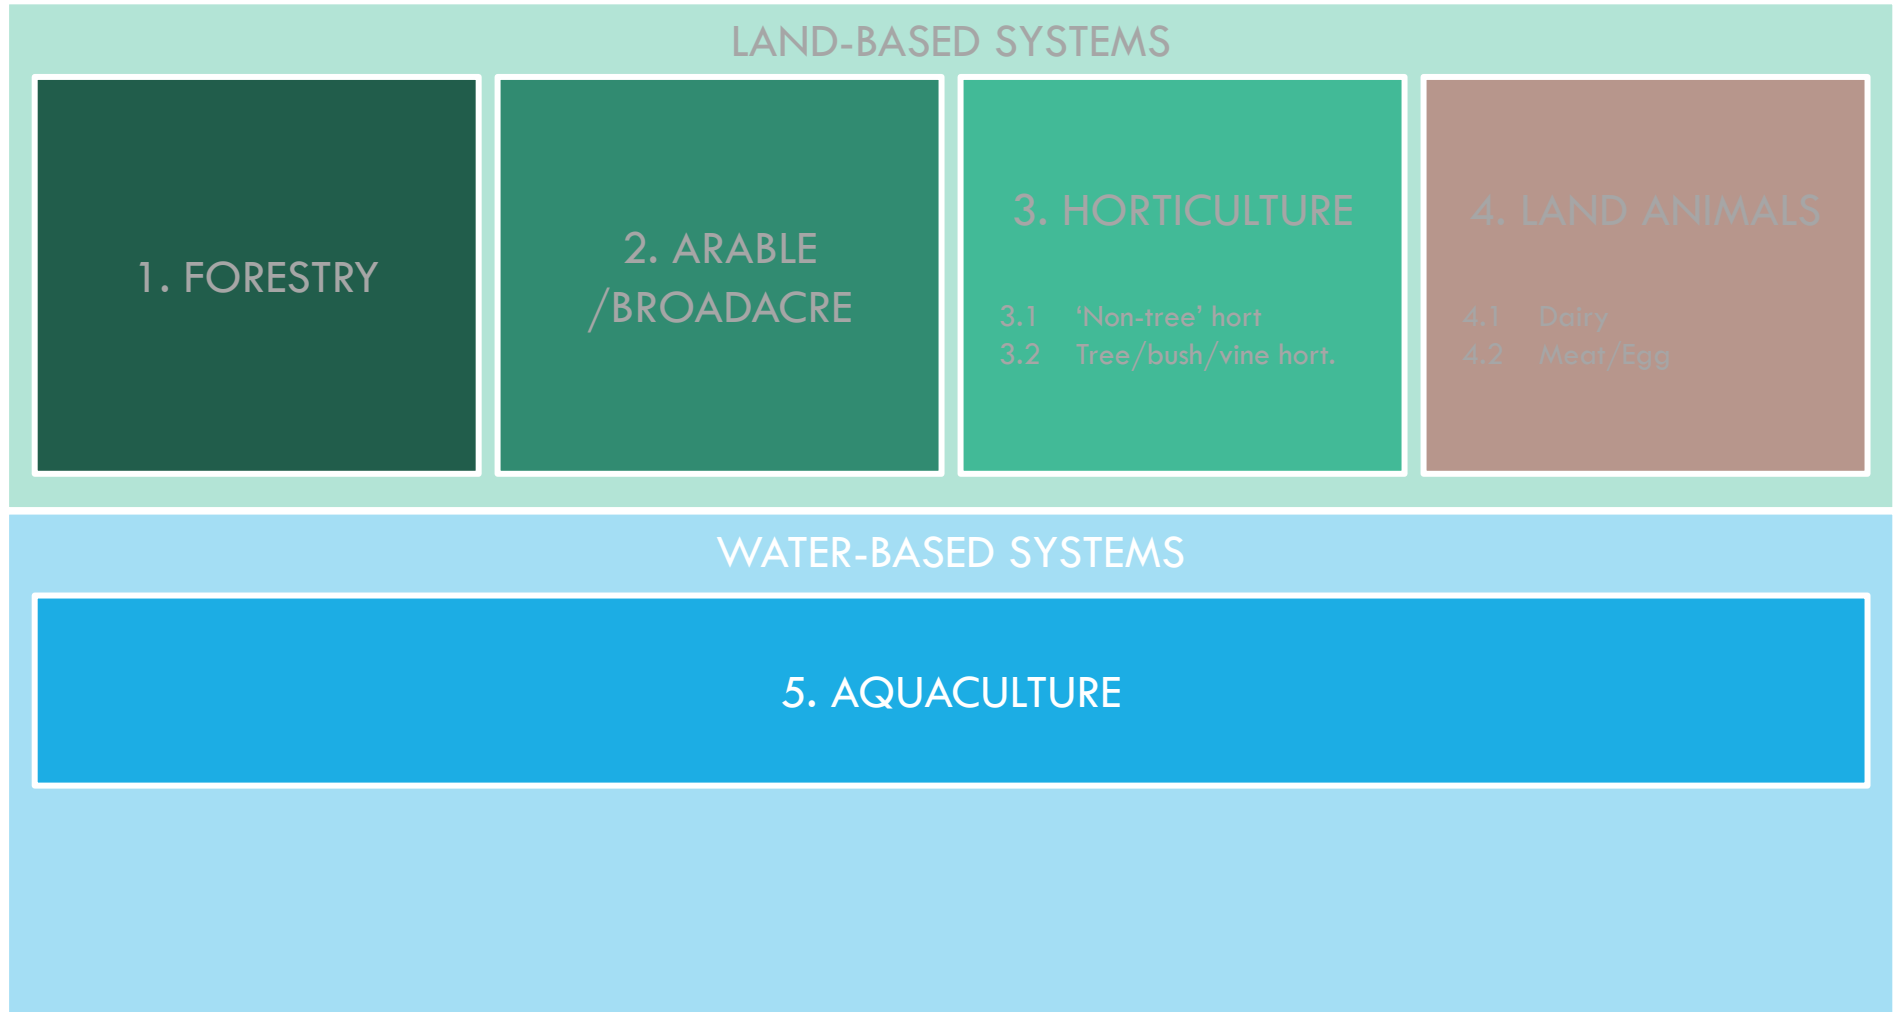 LAND-BASED SYSTEMS
1. FORESTRY
2. ARABLE
/BROADACRE
3. HORTICULTURE
3.1 ‘Non-tree’ hort
3.2 Tree/bush/vine hort.
4. LAND ANIMALS
4.1 Dairy
4.2 Meat/Egg
WATER-BASED SYSTEMS
5. AQUACULTURE